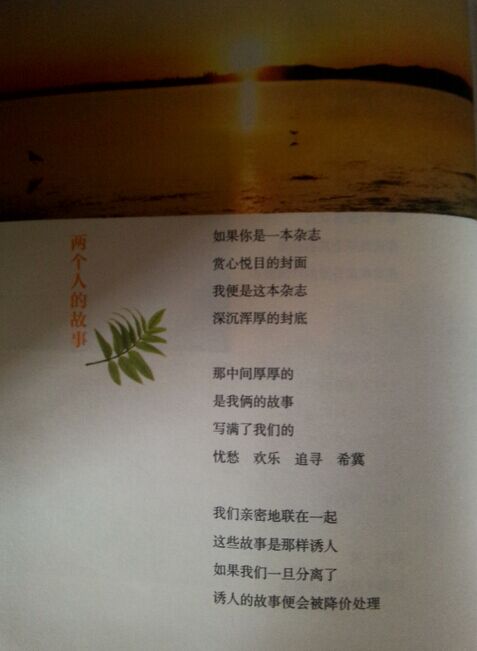 两个人的故事
如果你是一本杂志
赏心悦目的封面
我便是这本杂志
深沉浑厚的封底
那中间厚厚的
是我俩的故事
写满了我们的
忧愁 欢乐 追寻 希冀
我们亲密地联在一起
这些故事是那样诱人
如果我们一旦分离了
诱人的故事便会被降价处理